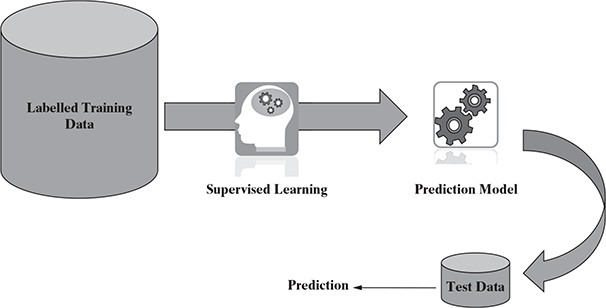 Labelled Training
Data
Supervised Learning
Prediction Model
Test Data
Prediction